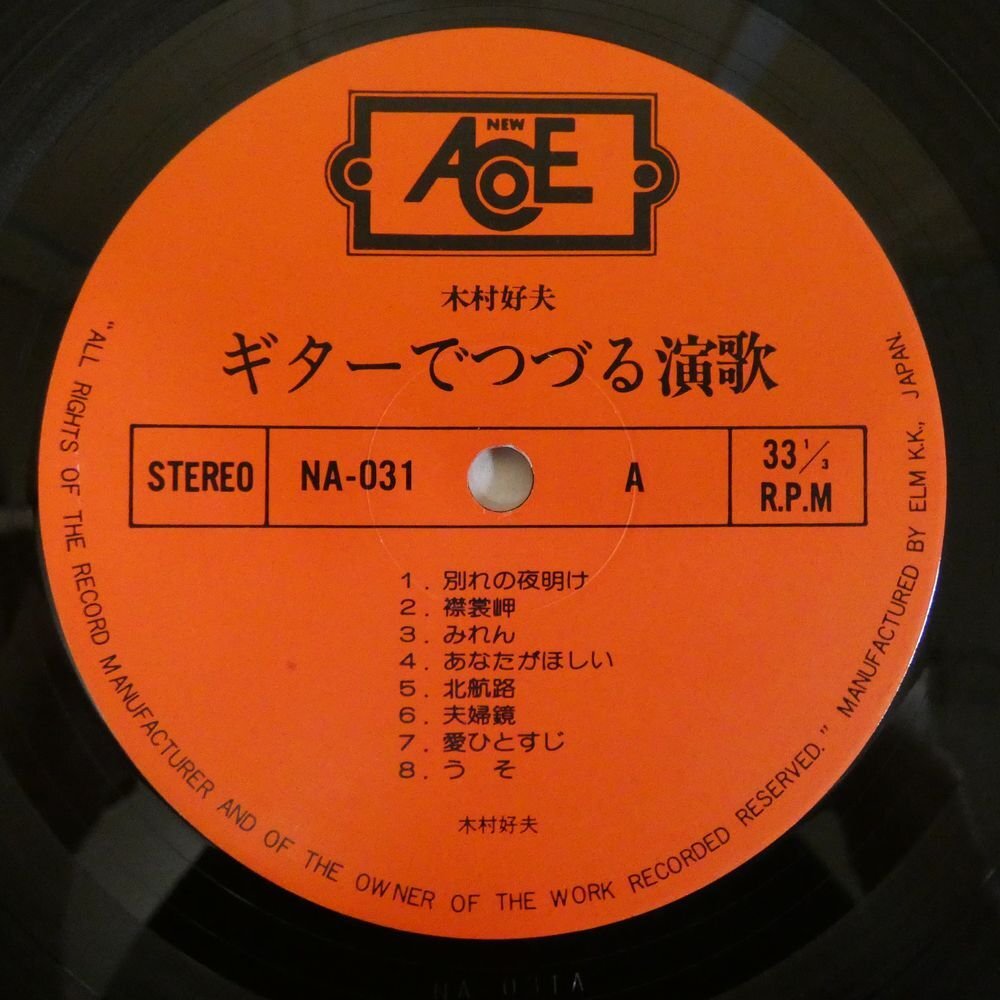 NEW
ACE
木村好夫
ギターでつづる演歌
STEREO
NA-031
A
33 1/3
R.P.M
1. 別れの夜明け
2. 襟裳岬
3. みれん
4. あなたがほしい
5. 北航路
6. 夫婦鏡
7. 愛ひとすじ
8. うそ
木村好夫
"ALL RIGHTS OF THE RECORD MANUFACTURER AND OF THE OWNER OF THE WORK RECORDED RESERVED." MANUFACTURED BY ELM K.K., JAPAN.
NA 031A